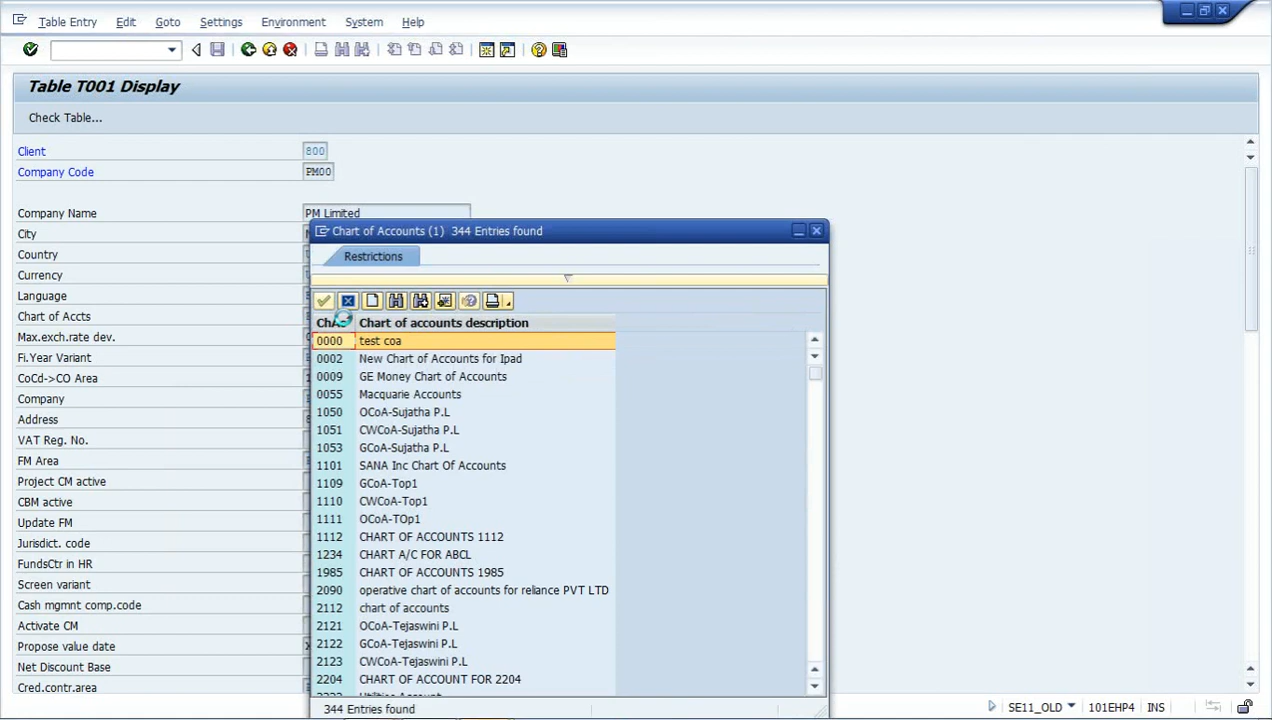 Table Entry Edit Goto Settings Environment System Help
Table T001 Display
Check Table...
Client 800
Company Code PM00
Company Name PM Limited
City
Country
Currency
Language
Chart of Accts
Max.exch.rate dev.
Fi.Year Variant
CoCd->CO Area
Company
Address
VAT Reg. No.
FM Area
Project CM active
CBM active
Update FM
Jurisdict. code
FundsCtr in HR
Screen variant
Cash mgmnt comp.code
Activate CM
Propose value date X
Net Discount Base
Cred.contr.area
Chart of Accounts (1) 344 Entries found
Restrictions
Chart of accounts description
0000 test coa
0002 New Chart of Accounts for Ipad
0009 GE Money Chart of Accounts
0055 Macquarie Accounts
1050 OCoA-Sujatha P.L
1051 CWCoA-Sujatha P.L
1053 GCoA-Sujatha P.L
1101 SANA Inc Chart Of Accounts
1109 GCoA-Top1
1110 CWCoA-Top1
1111 OCoA-TOp1
1112 CHART OF ACCOUNTS 1112
1234 CHART A/C FOR ABCL
1985 CHART OF ACCOUNTS 1985
2090 operative chart of accounts for reliance PVT LTD
2112 chart of accounts
2121 OCoA-Tejaswini P.L
2122 GCoA-Tejaswini P.L
2123 CWCoA-Tejaswini P.L
2204 CHART OF ACCOUNT FOR 2204
344 Entries found
SE11_OLD 101EHP4 INS